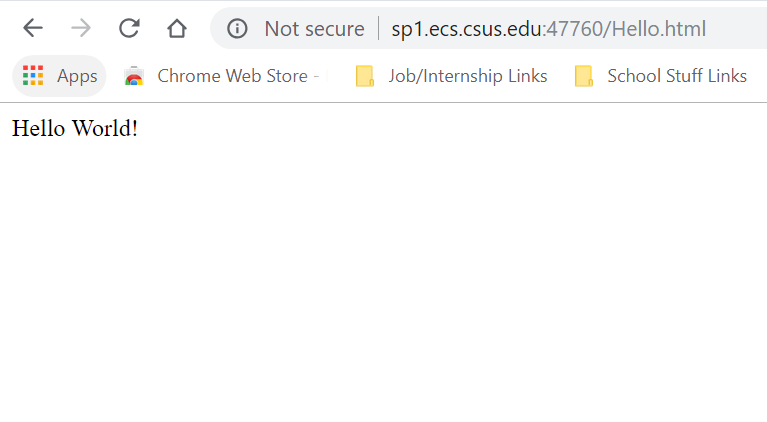 Not secure | sp1.ecs.csus.edu:47760/Hello.html
Apps Chrome Web Store - Job/Internship Links School Stuff Links
Hello World!